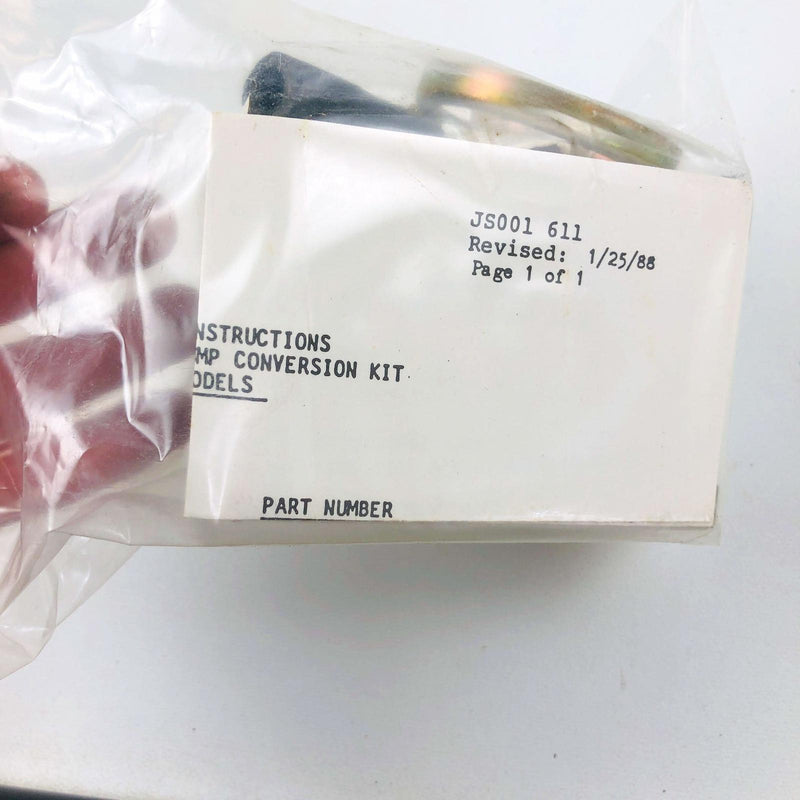 JS001 611
Revised: 1/25/88
Page 1 of 1
NSTRUCTIONS
MP CONVERSION KIT
ODELS
PART NUMBER